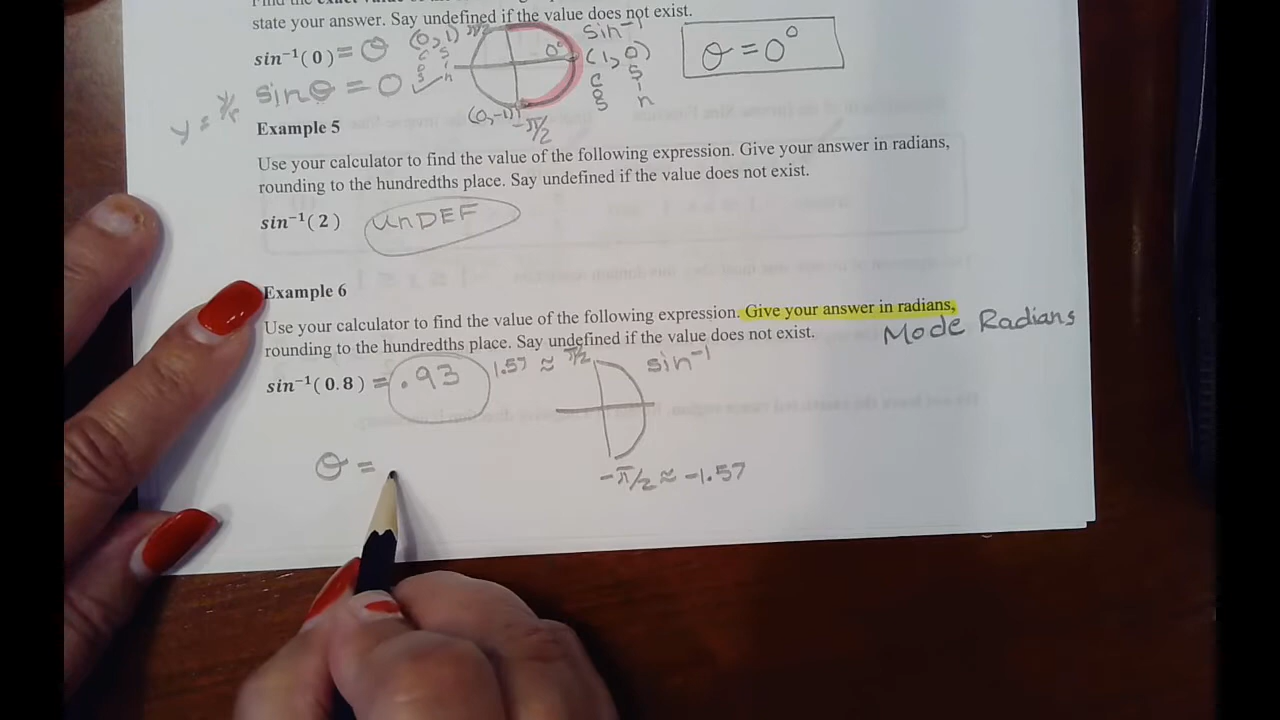 state your answer. Say undefined if the value does not exist.
sin⁻¹(0) = θ (0,1) π/2 0° sin⁻¹ (1,0) θ = 0°
cos sin
sinθ = 0 ✓ cos sin
y = y/r (0,-1) -π/2
Example 5
Use your calculator to find the value of the following expression. Give your answer in radians,
rounding to the hundredths place. Say undefined if the value does not exist.
sin⁻¹(2) UnDEF
Example 6
Use your calculator to find the value of the following expression. Give your answer in radians,
rounding to the hundredths place. Say undefined if the value does not exist. Mode Radians
sin⁻¹(0.8) = .93 1.57 ≈ π/2 sin⁻¹
θ = -π/2 ≈ -1.57